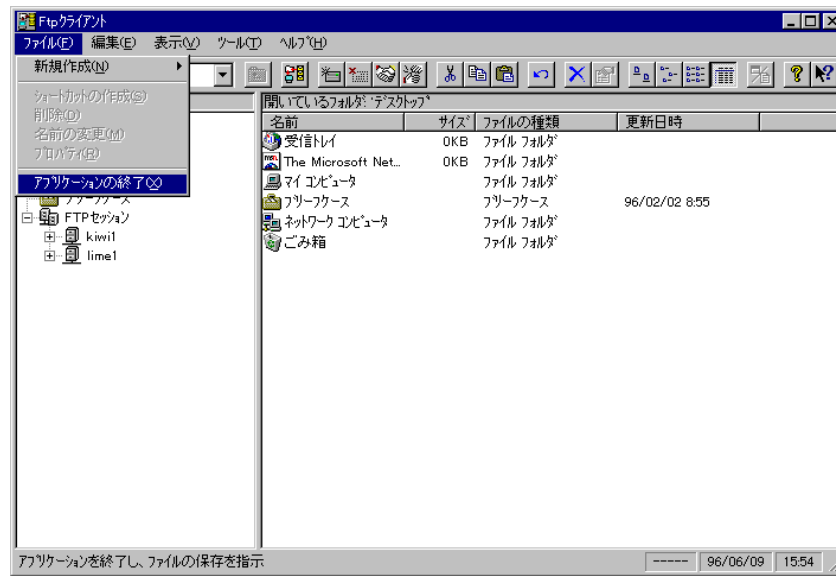 Ftpクライアント
ﾌｧｲﾙ(F) 編集(E) 表示(V) ﾂｰﾙ(T) ﾍﾙﾌﾟ(H)
新規作成(N)
ｼｮｰﾄｶｯﾄの作成(S)
削除(D)
名前の変更(M)
ﾌﾟﾛﾊﾟﾃｨ(R)
ｱﾌﾟﾘｹｰｼｮﾝの終了(X)
ﾌﾞﾘｰﾌｹｰｽ
FTPｾｯｼｮﾝ
kiwi1
lime1
開いているﾌｫﾙﾀﾞ: 'ﾃﾞｽｸﾄｯﾌﾟ'
名前 ｻｲｽﾞ ﾌｧｲﾙの種類 更新日時
受信ﾄﾚｲ 0KB ﾌｧｲﾙ ﾌｫﾙﾀﾞ
The Microsoft Net... 0KB ﾌｧｲﾙ ﾌｫﾙﾀﾞ
ﾏｲ ｺﾝﾋﾟｭｰﾀ ﾌｧｲﾙ ﾌｫﾙﾀﾞ
ﾌﾞﾘｰﾌｹｰｽ ﾌﾞﾘｰﾌｹｰｽ 96/02/02 8:55
ﾈｯﾄﾜｰｸ ｺﾝﾋﾟｭｰﾀ ﾌｧｲﾙ ﾌｫﾙﾀﾞ
ごみ箱 ﾌｧｲﾙ ﾌｫﾙﾀﾞ
ｱﾌﾟﾘｹｰｼｮﾝを終了し、ﾌｧｲﾙの保存を指示 ----- 96/06/09 15:54